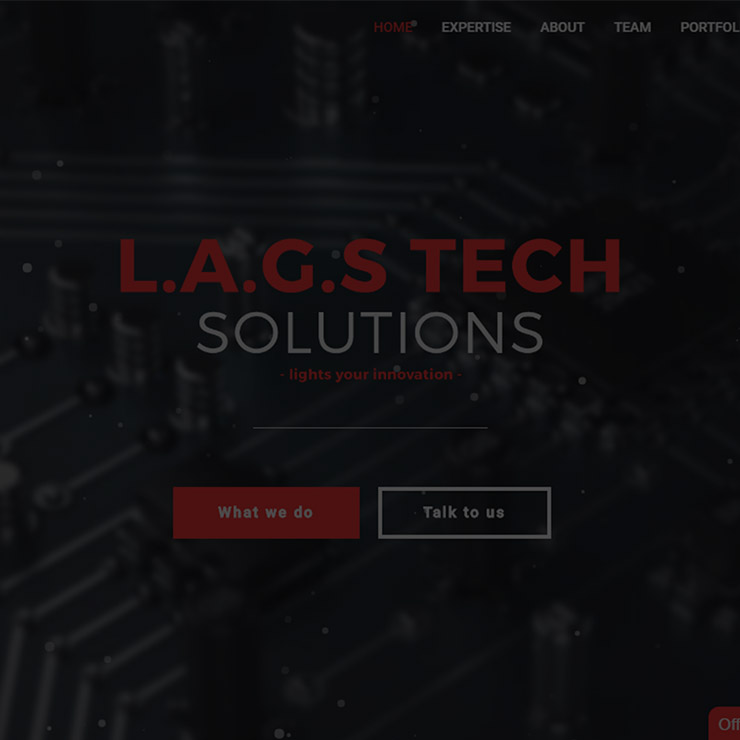 HOME EXPERTISE ABOUT TEAM PORTFOL
L.A.G.S TECH
SOLUTIONS
- lights your innovation -
What we do Talk to us
Off